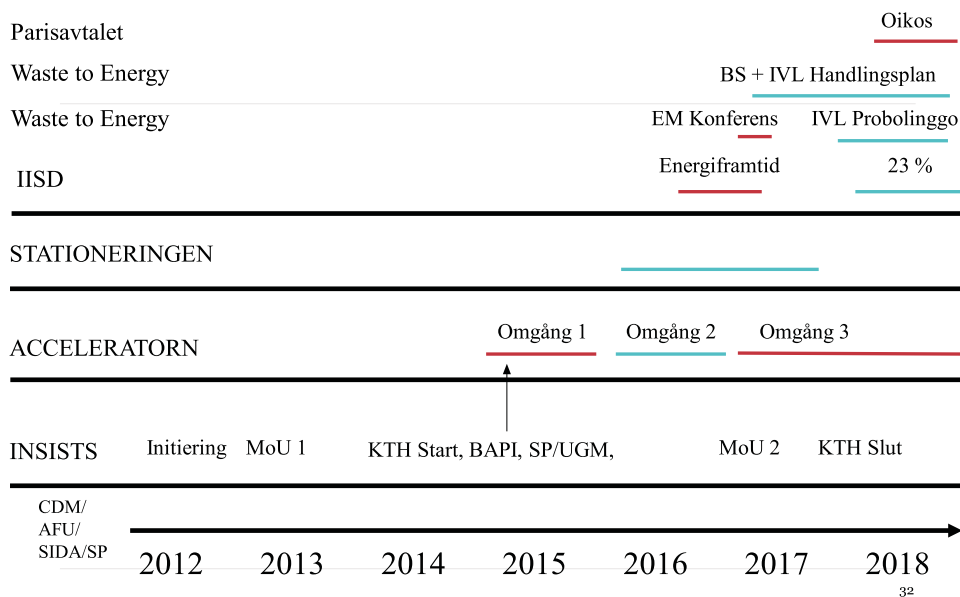 Parisavtalet
Oikos
Waste to Energy
BS + IVL Handlingsplan
Waste to Energy
EM Konferens
IVL Probolinggo
IISD
Energiframtid
23 %
STATIONERINGEN
ACCELERATORN
Omgång 1
Omgång 2
Omgång 3
INSISTS
Initiering
MoU 1
KTH Start, BAPI, SP/UGM,
MoU 2
KTH Slut
CDM/
AFU/
SIDA/SP
2012
2013
2014
2015
2016
2017
2018
32